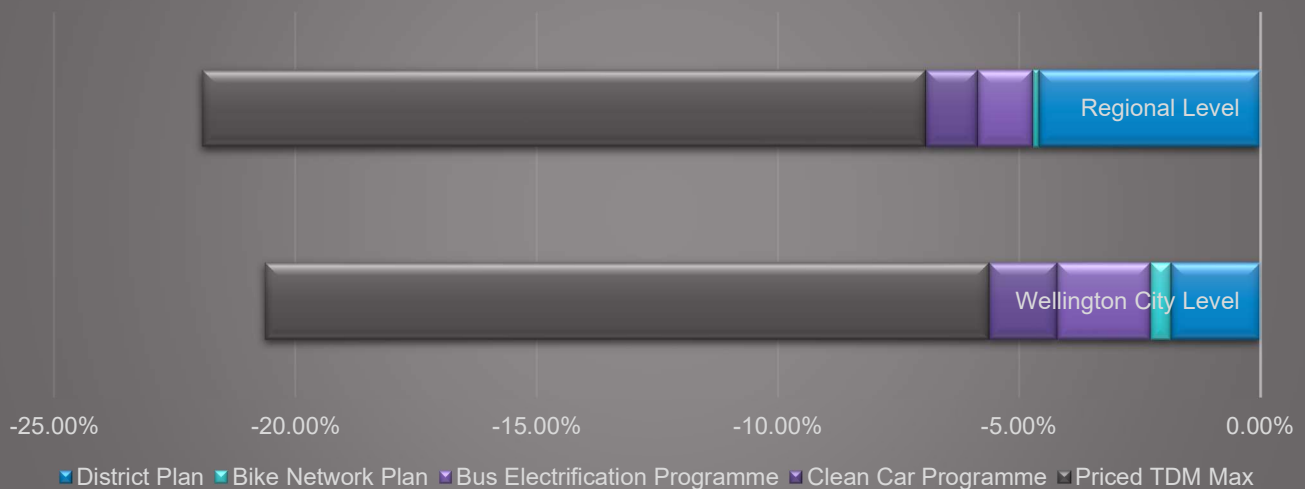 Regional Level
Wellington City Level
-25.00% -20.00% -15.00% -10.00% -5.00% 0.00%
District Plan Bike Network Plan Bus Electrification Programme Clean Car Programme Priced TDM Max